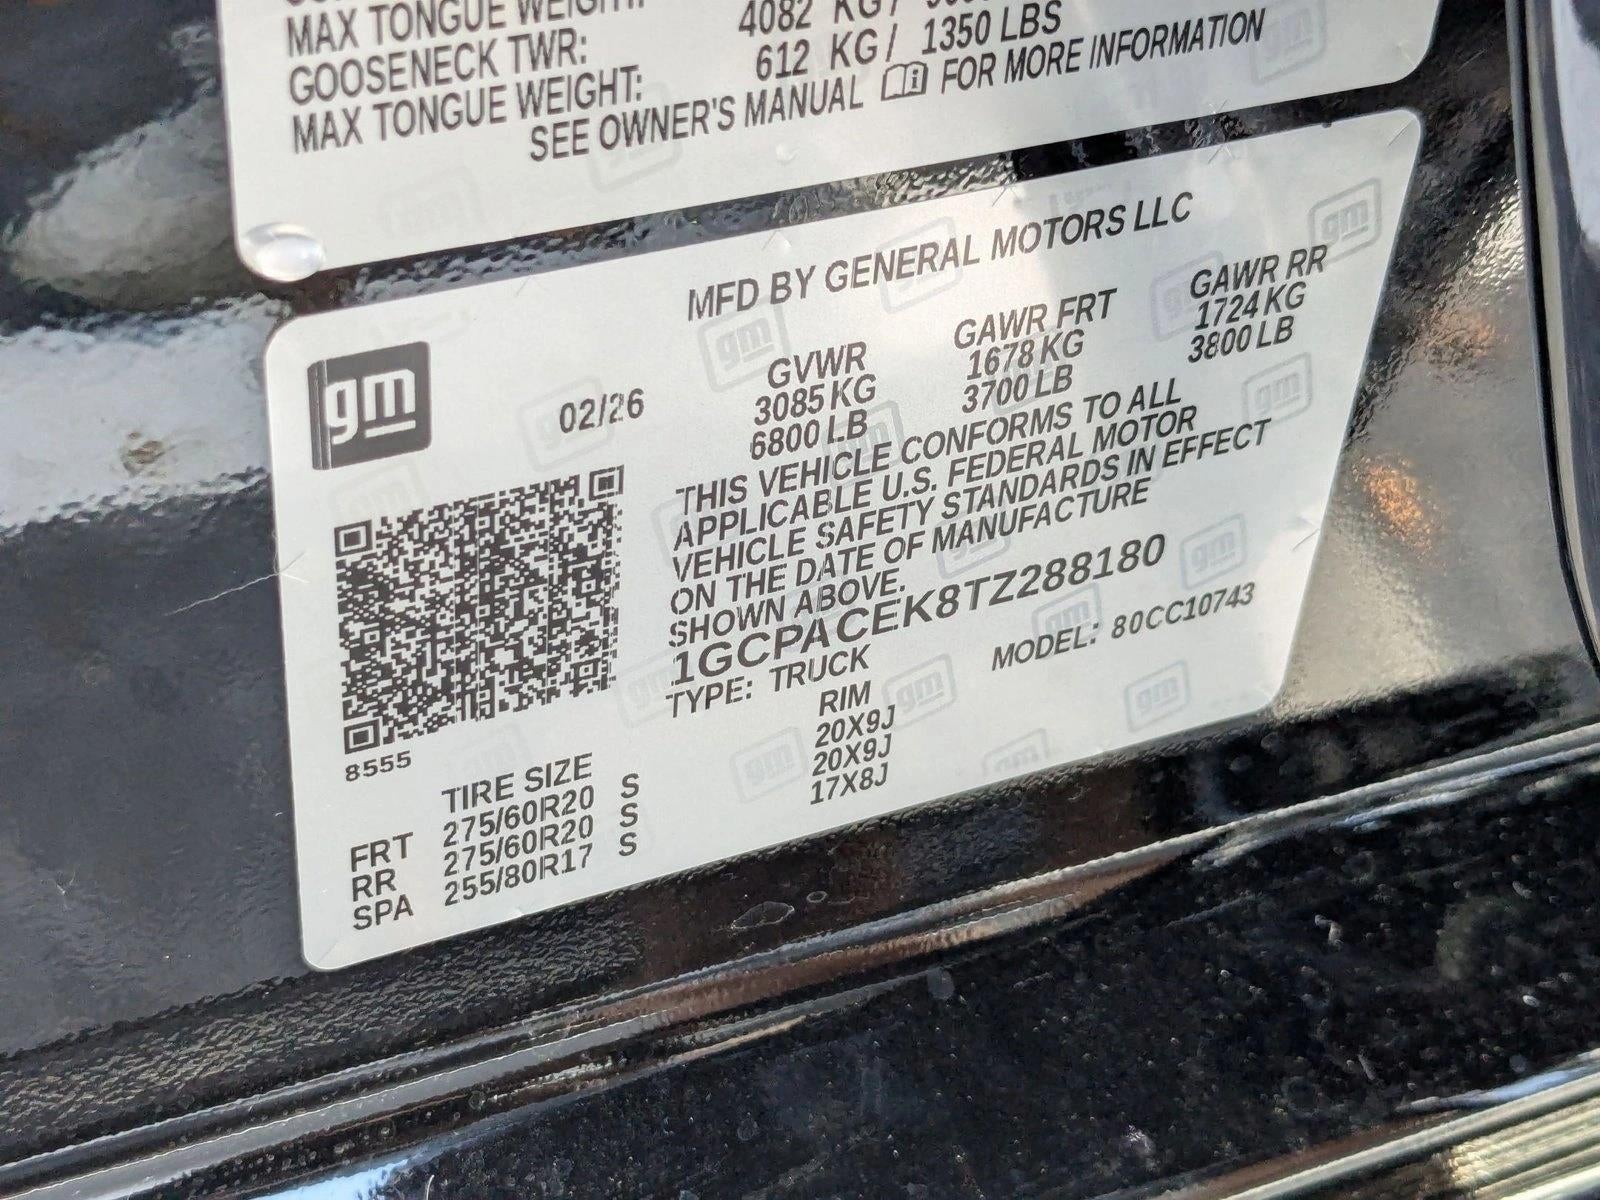 MAX TONGUE WEIGHT:
GOOSENECK TWR: 4082 KG/
MAX TONGUE WEIGHT: 612 KG/ 1350 LBS
SEE OWNER'S MANUAL FOR MORE INFORMATION
MFD BY GENERAL MOTORS LLC
gm
02/26
GVWR GAWR FRT GAWR RR
3085 KG 1678 KG 1724 KG
6800 LB 3700 LB 3800 LB
THIS VEHICLE CONFORMS TO ALL
APPLICABLE U.S. FEDERAL MOTOR
VEHICLE SAFETY STANDARDS IN EFFECT
ON THE DATE OF MANUFACTURE
SHOWN ABOVE.
1GCPACEK8TZ288180
TYPE: TRUCK MODEL: 80CC10743
8555
TIRE SIZE RIM
FRT 275/60R20 S 20X9J
RR 275/60R20 S 20X9J
SPA 255/80R17 S 17X8J